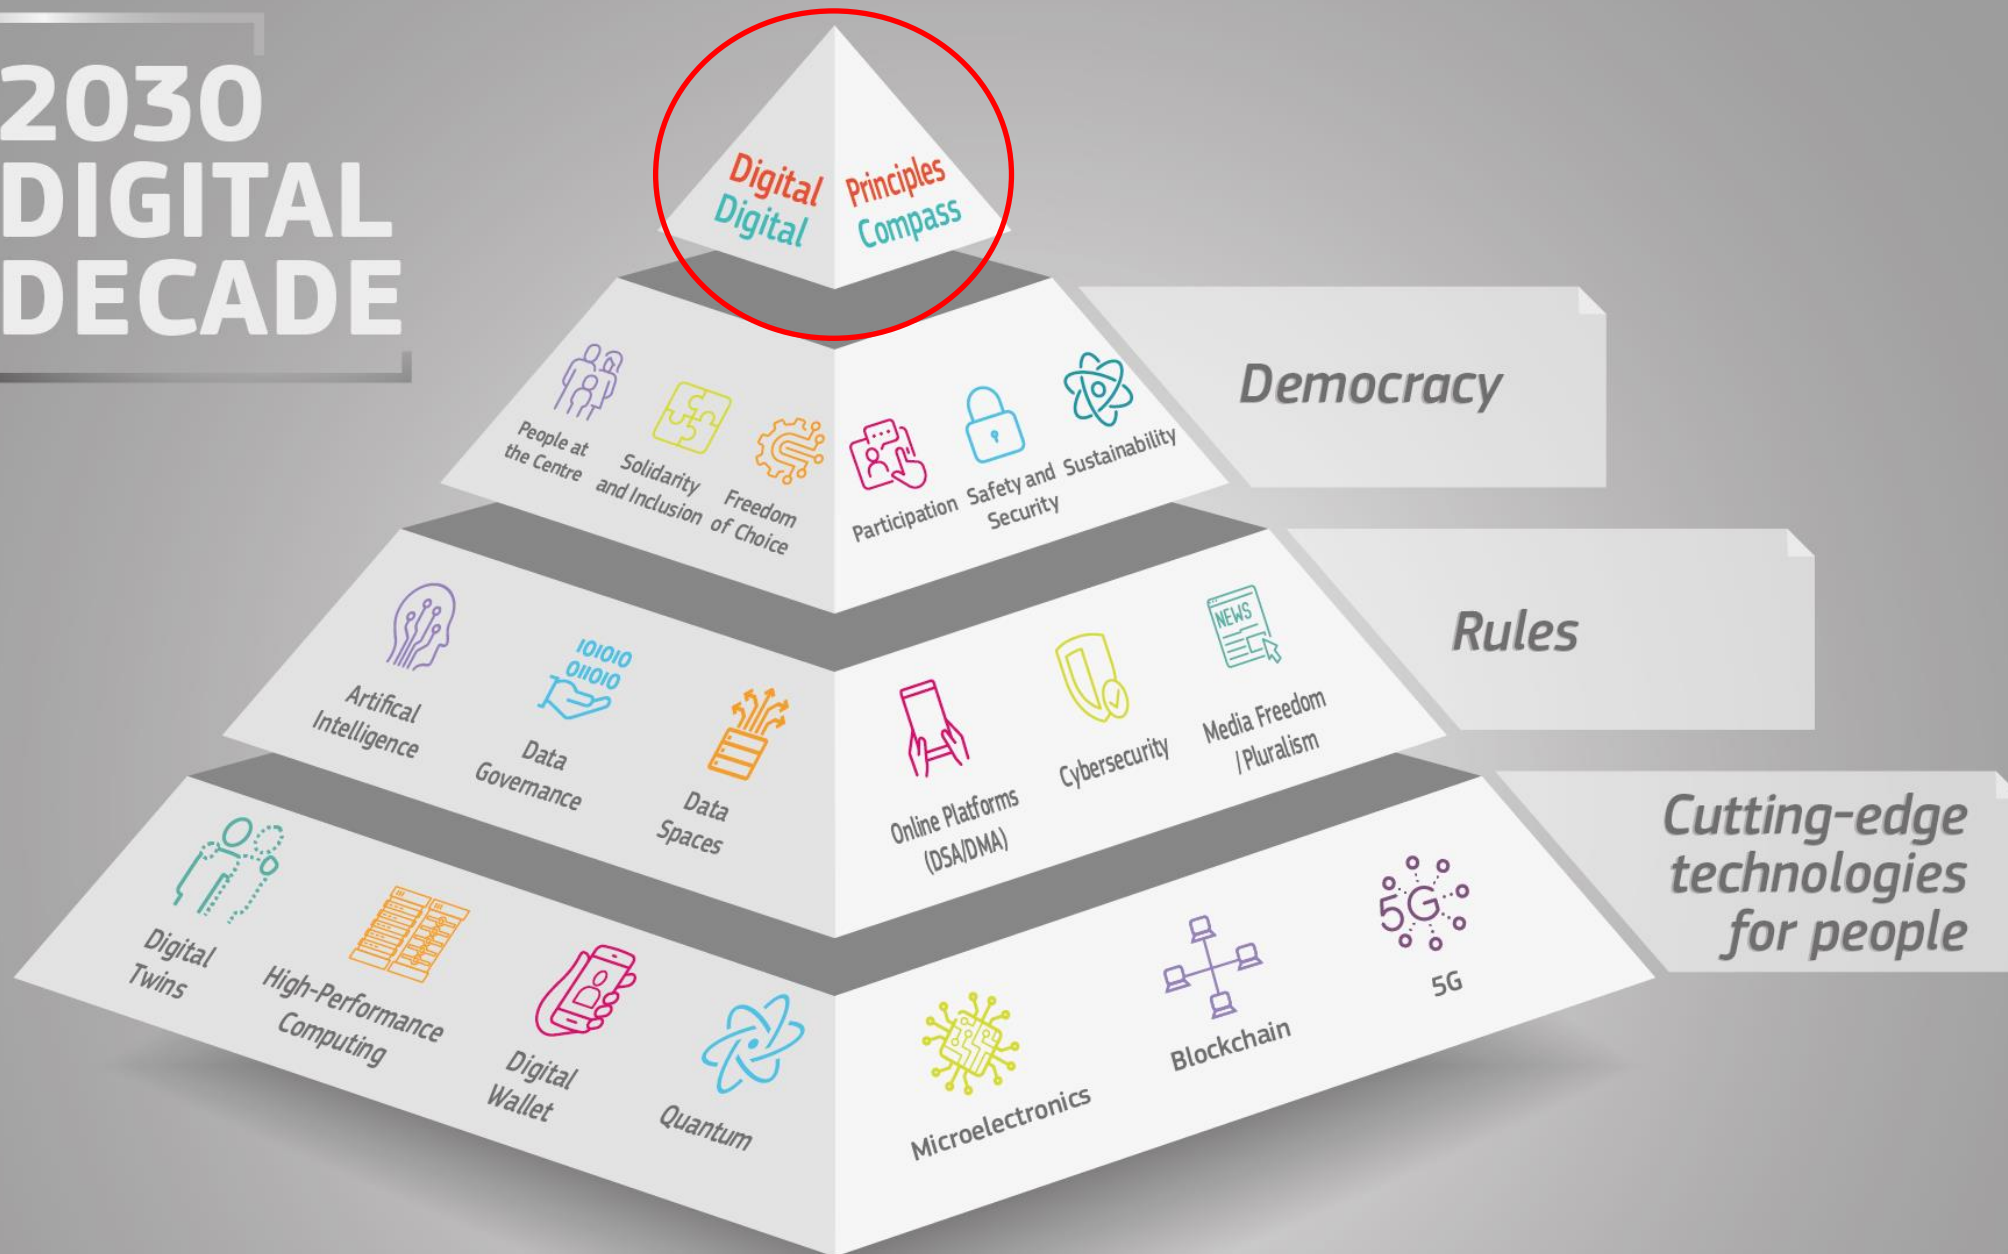 2030
DIGITAL
DECADE
Digital Principles
Digital Compass
People at
the Centre
Solidarity
and Inclusion
Freedom
of Choice
Participation
Safety and
Security
Sustainability
Democracy
Artifical
Intelligence
101010
011010
Data
Governance
Data
Spaces
Online Platforms
(DSA/DMA)
Cybersecurity
NEWS
Media Freedom
/Pluralism
Rules
Digital
Twins
High-Performance
Computing
Digital
Wallet
Quantum
Microelectronics
Blockchain
5G
5G
Cutting-edge
technologies
for people